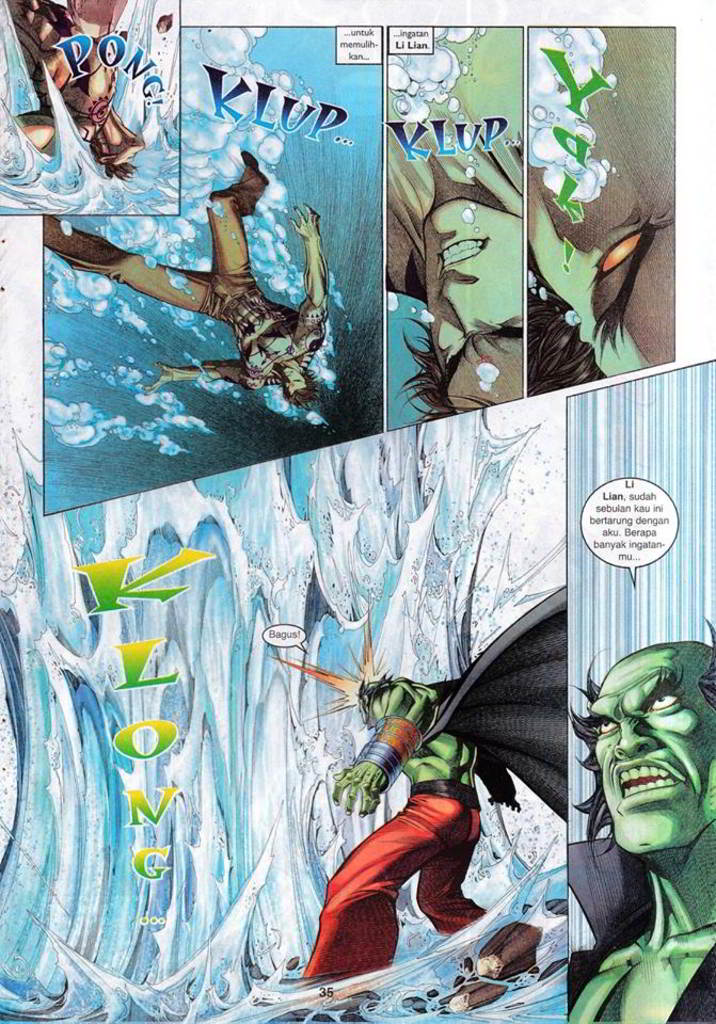 PONG!
KLUP...
...untuk
memulih-
kan...
...ingatan
Li Lian.
KLUP...
YAK!
KLONG...
Bagus!
Li
Lian, sudah
sebulan kau ini
bertarung dengan
aku. Berapa
banyak ingatan-
mu...
35